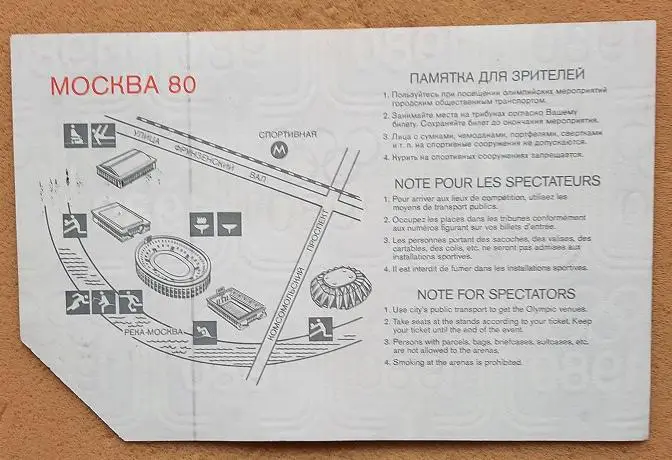 МОСКВА 80
СПОРТИВНАЯ
М
УЛИЦА ФРУНЗЕНСКИЙ ВАЛ
КОМСОМОЛЬСКИЙ ПРОСПЕКТ
РЕКА-МОСКВА
ПАМЯТКА ДЛЯ ЗРИТЕЛЕЙ
1. Пользуйтесь при посещении олимпийских мероприятий
городским общественным транспортом.
2. Занимайте места на трибунах согласно Вашему
билету. Сохраняйте билет до окончания мероприятия.
3. Лица с сумками, чемоданами, портфелями, свертками
и т. п. на спортивные сооружения не допускаются.
4. Курить на спортивных сооружениях запрещается.
NOTE POUR LES SPECTATEURS
1. Pour arriver aux lieux de compétition, utilisez les
moyens de transport publics.
2. Occupez les places dans les tribunes conformément
aux numéros figurant sur vos billets d'entrée.
3. Les personnes portant des sacoches, des valises, des
cartables, des colis, etc. ne seront pas admises aux
installations sportives.
4. Il est interdit de fumer dans les installations sportives.
NOTE FOR SPECTATORS
1. Use city's public transport to get the Olympic venues.
2. Take seats at the stands according to your ticket. Keep
your ticket until the end of the event.
3. Persons with parcels, bags, briefcases, suitcases, etc.
are not allowed to the arenas.
4. Smoking at the arenas is prohibited.